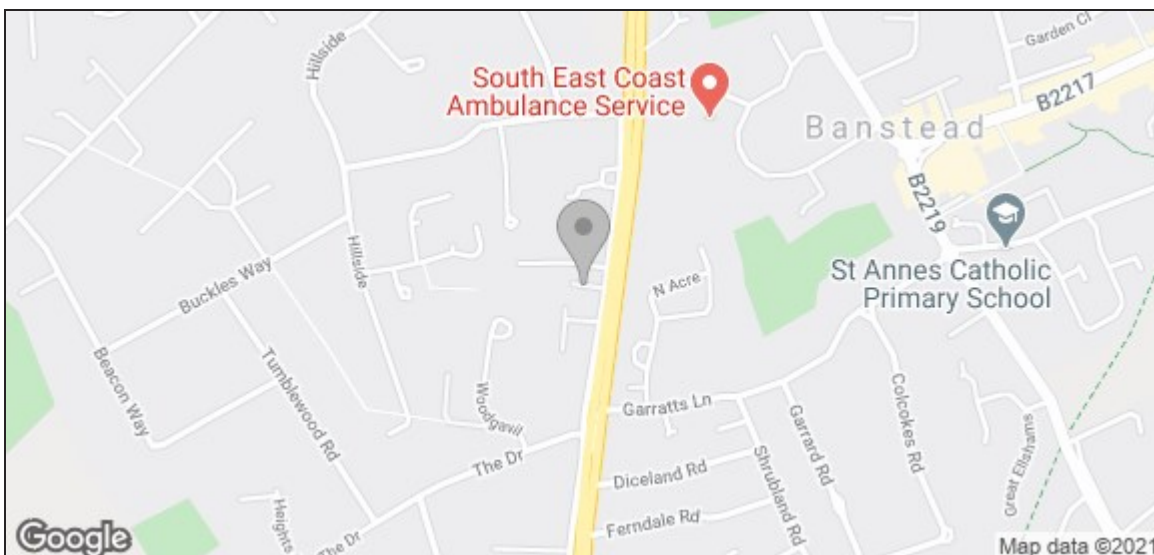 Garden Cl
B2217
Hillside
South East Coast
Ambulance Service
Banstead
B2219
St Annes Catholic
Primary School
Hillside
Buckles Way
N Acre
Beacon Way
Tumblewood Rd
Woodgavil
Garratts Ln
Colcokes Rd
Garrard Rd
The Dr
Shrubland Rd
Great Ellshams
Diceland Rd
Ferndale Rd
Heights
The Dr
Google
Map data ©2021